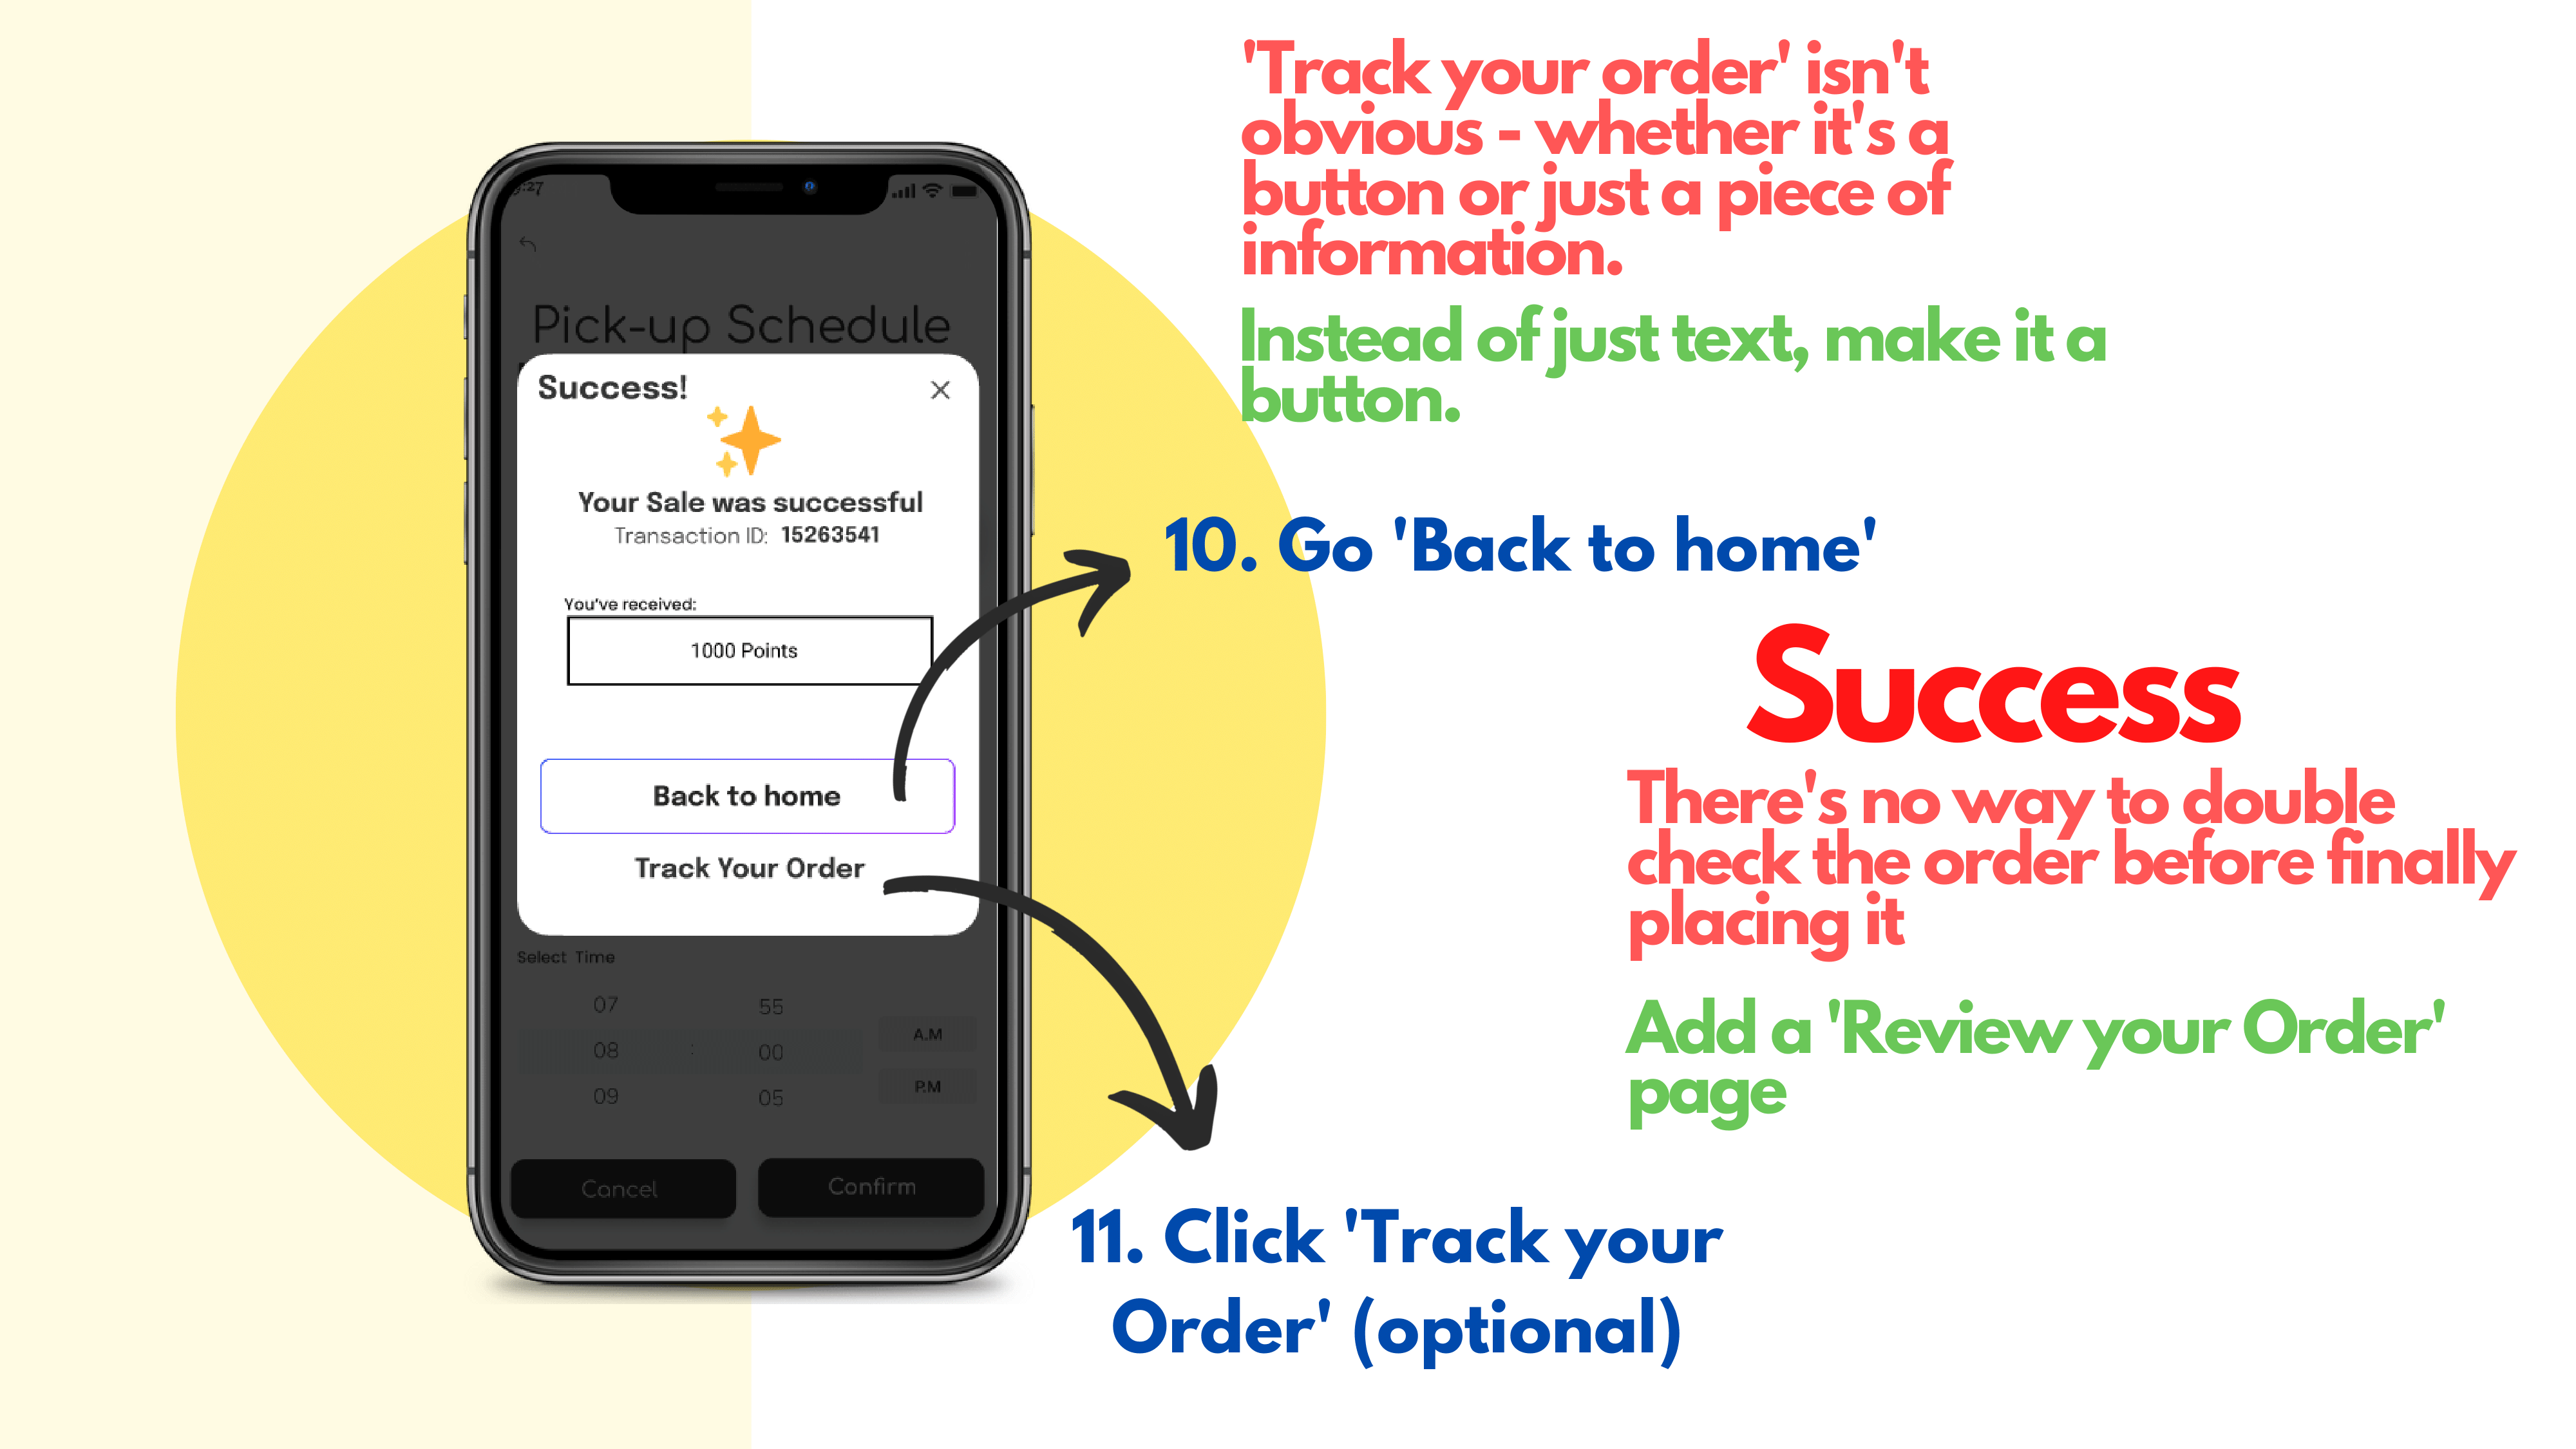 'Track your order' isn't
obvious - whether it's a
button or just a piece of
information.
Instead of just text, make it a
button.
:27
Pick-up Schedule
Success!
Your Sale was successful
Transaction ID: 15263541
You've received:
1000 Points
Back to home
Track Your Order
Select Time
07 55
08 : 00
09 05
A.M
P.M
Cancel Confirm
10. Go 'Back to home'
Success
There's no way to double
check the order before finally
placing it
Add a 'Review your Order'
page
11. Click 'Track your
Order' (optional)